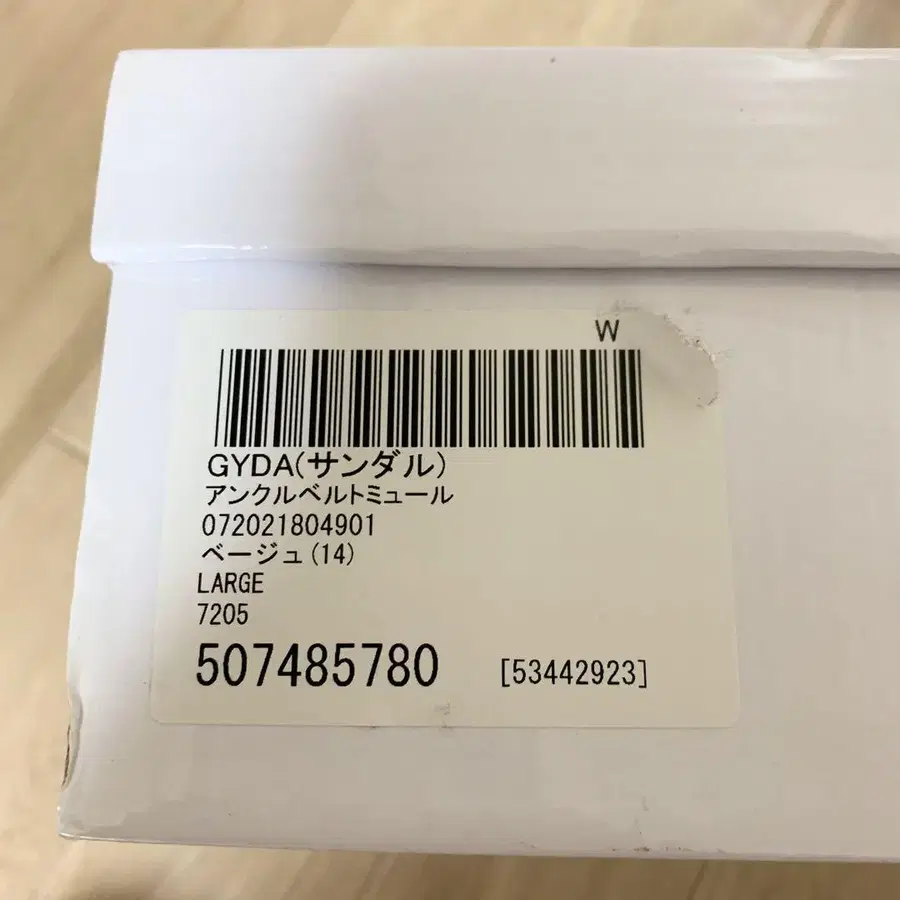 W
GYDA(サンダル)
アンクルベルトミュール
072021804901
ベージュ(14)
LARGE
7205
507485780 [53442923]